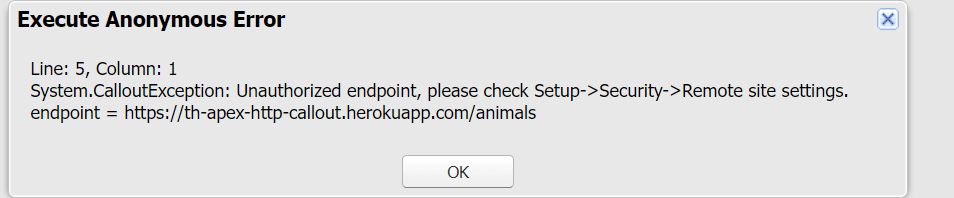 Execute Anonymous Error
Line: 5, Column: 1
System.CalloutException: Unauthorized endpoint, please check Setup->Security->Remote site settings.
endpoint = https://th-apex-http-callout.herokuapp.com/animals
OK